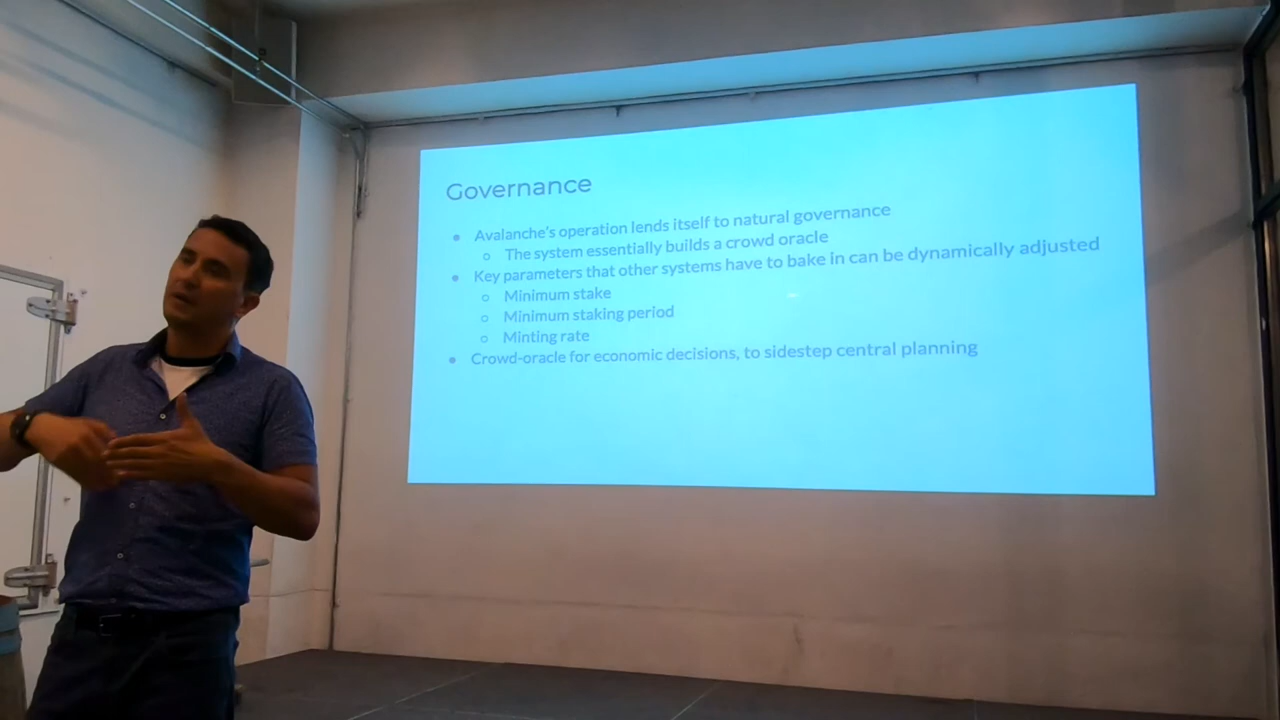 Governance
● Avalanche's operation lends itself to natural governance
○ The system essentially builds a crowd oracle
● Key parameters that other systems have to bake in can be dynamically adjusted
○ Minimum stake
○ Minimum staking period
○ Minting rate
● Crowd-oracle for economic decisions, to sidestep central planning